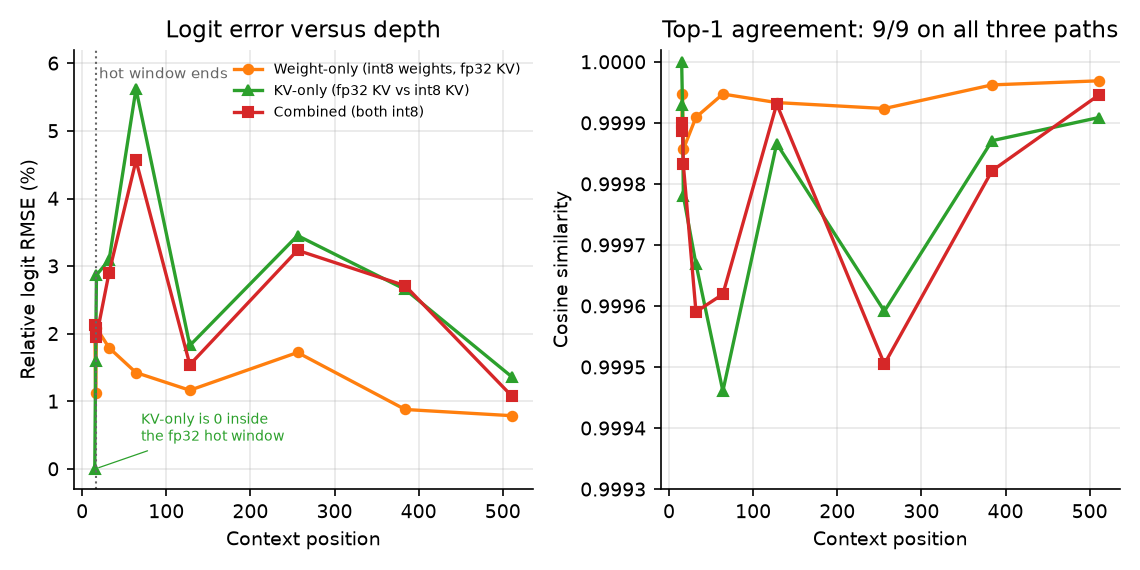 Logit error versus depth
hot window ends
Weight-only (int8 weights, fp32 KV)
KV-only (fp32 KV vs int8 KV)
Combined (both int8)
KV-only is 0 inside
the fp32 hot window
Relative logit RMSE (%)
6
5
4
3
2
1
0
0 100 200 300 400 500
Context position
Top-1 agreement: 9/9 on all three paths
Cosine similarity
1.0000
0.9999
0.9998
0.9997
0.9996
0.9995
0.9994
0.9993
0 100 200 300 400 500
Context position